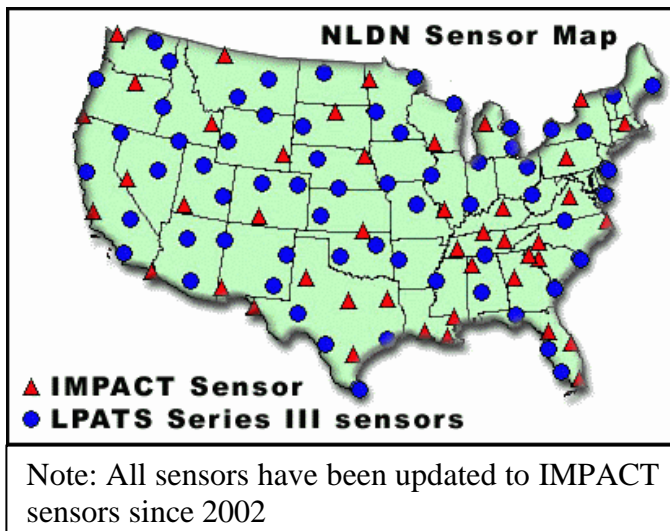 NLDN Sensor Map
IMPACT Sensor
LPATS Series III sensors
Note: All sensors have been updated to IMPACT
sensors since 2002